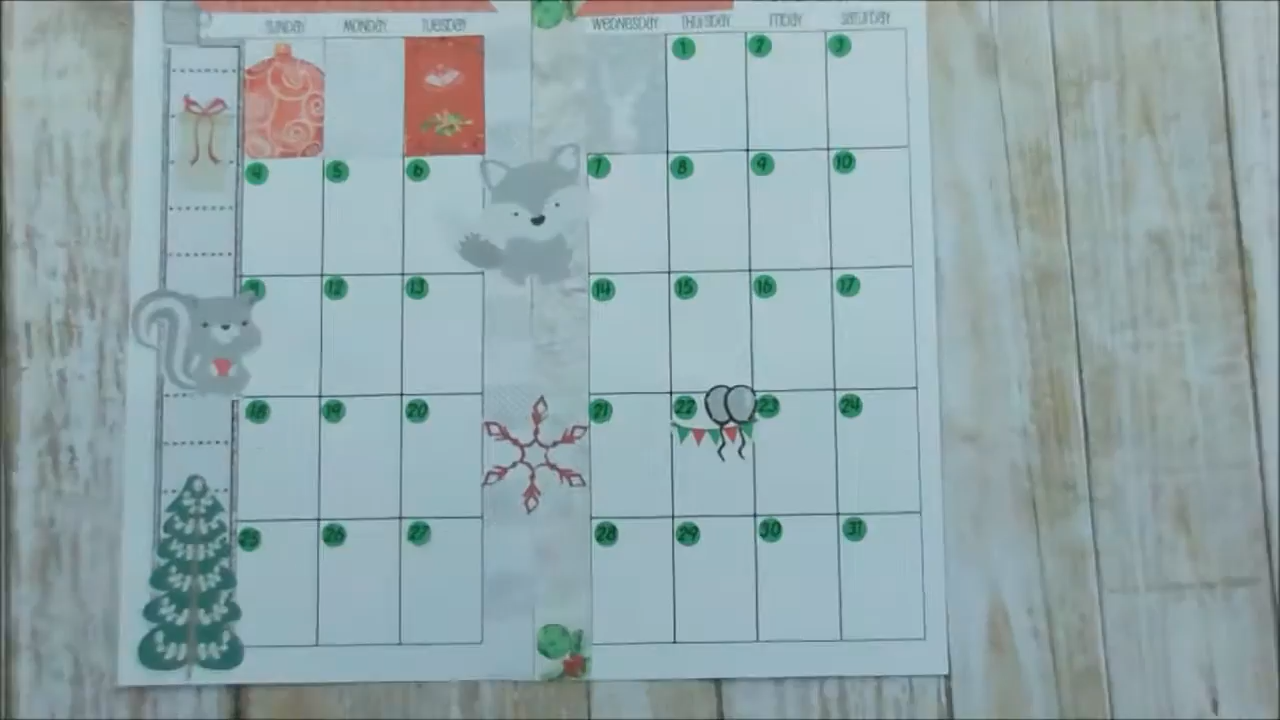 SUNDAY MONDAY TUESDAY WEDNESDAY THURSDAY FRIDAY SATURDAY
1 2 3
4 5 6 7 8 9 10
11 12 13 14 15 16 17
18 19 20 21 22 23 24
25 26 27 28 29 30 31